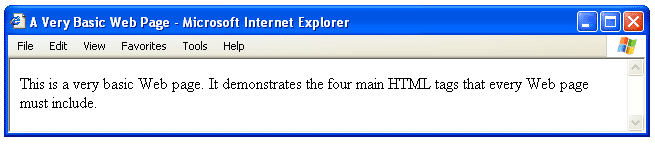 A Very Basic Web Page - Microsoft Internet Explorer
File Edit View Favorites Tools Help
This is a very basic Web page. It demonstrates the four main HTML tags that every Web page
must include.